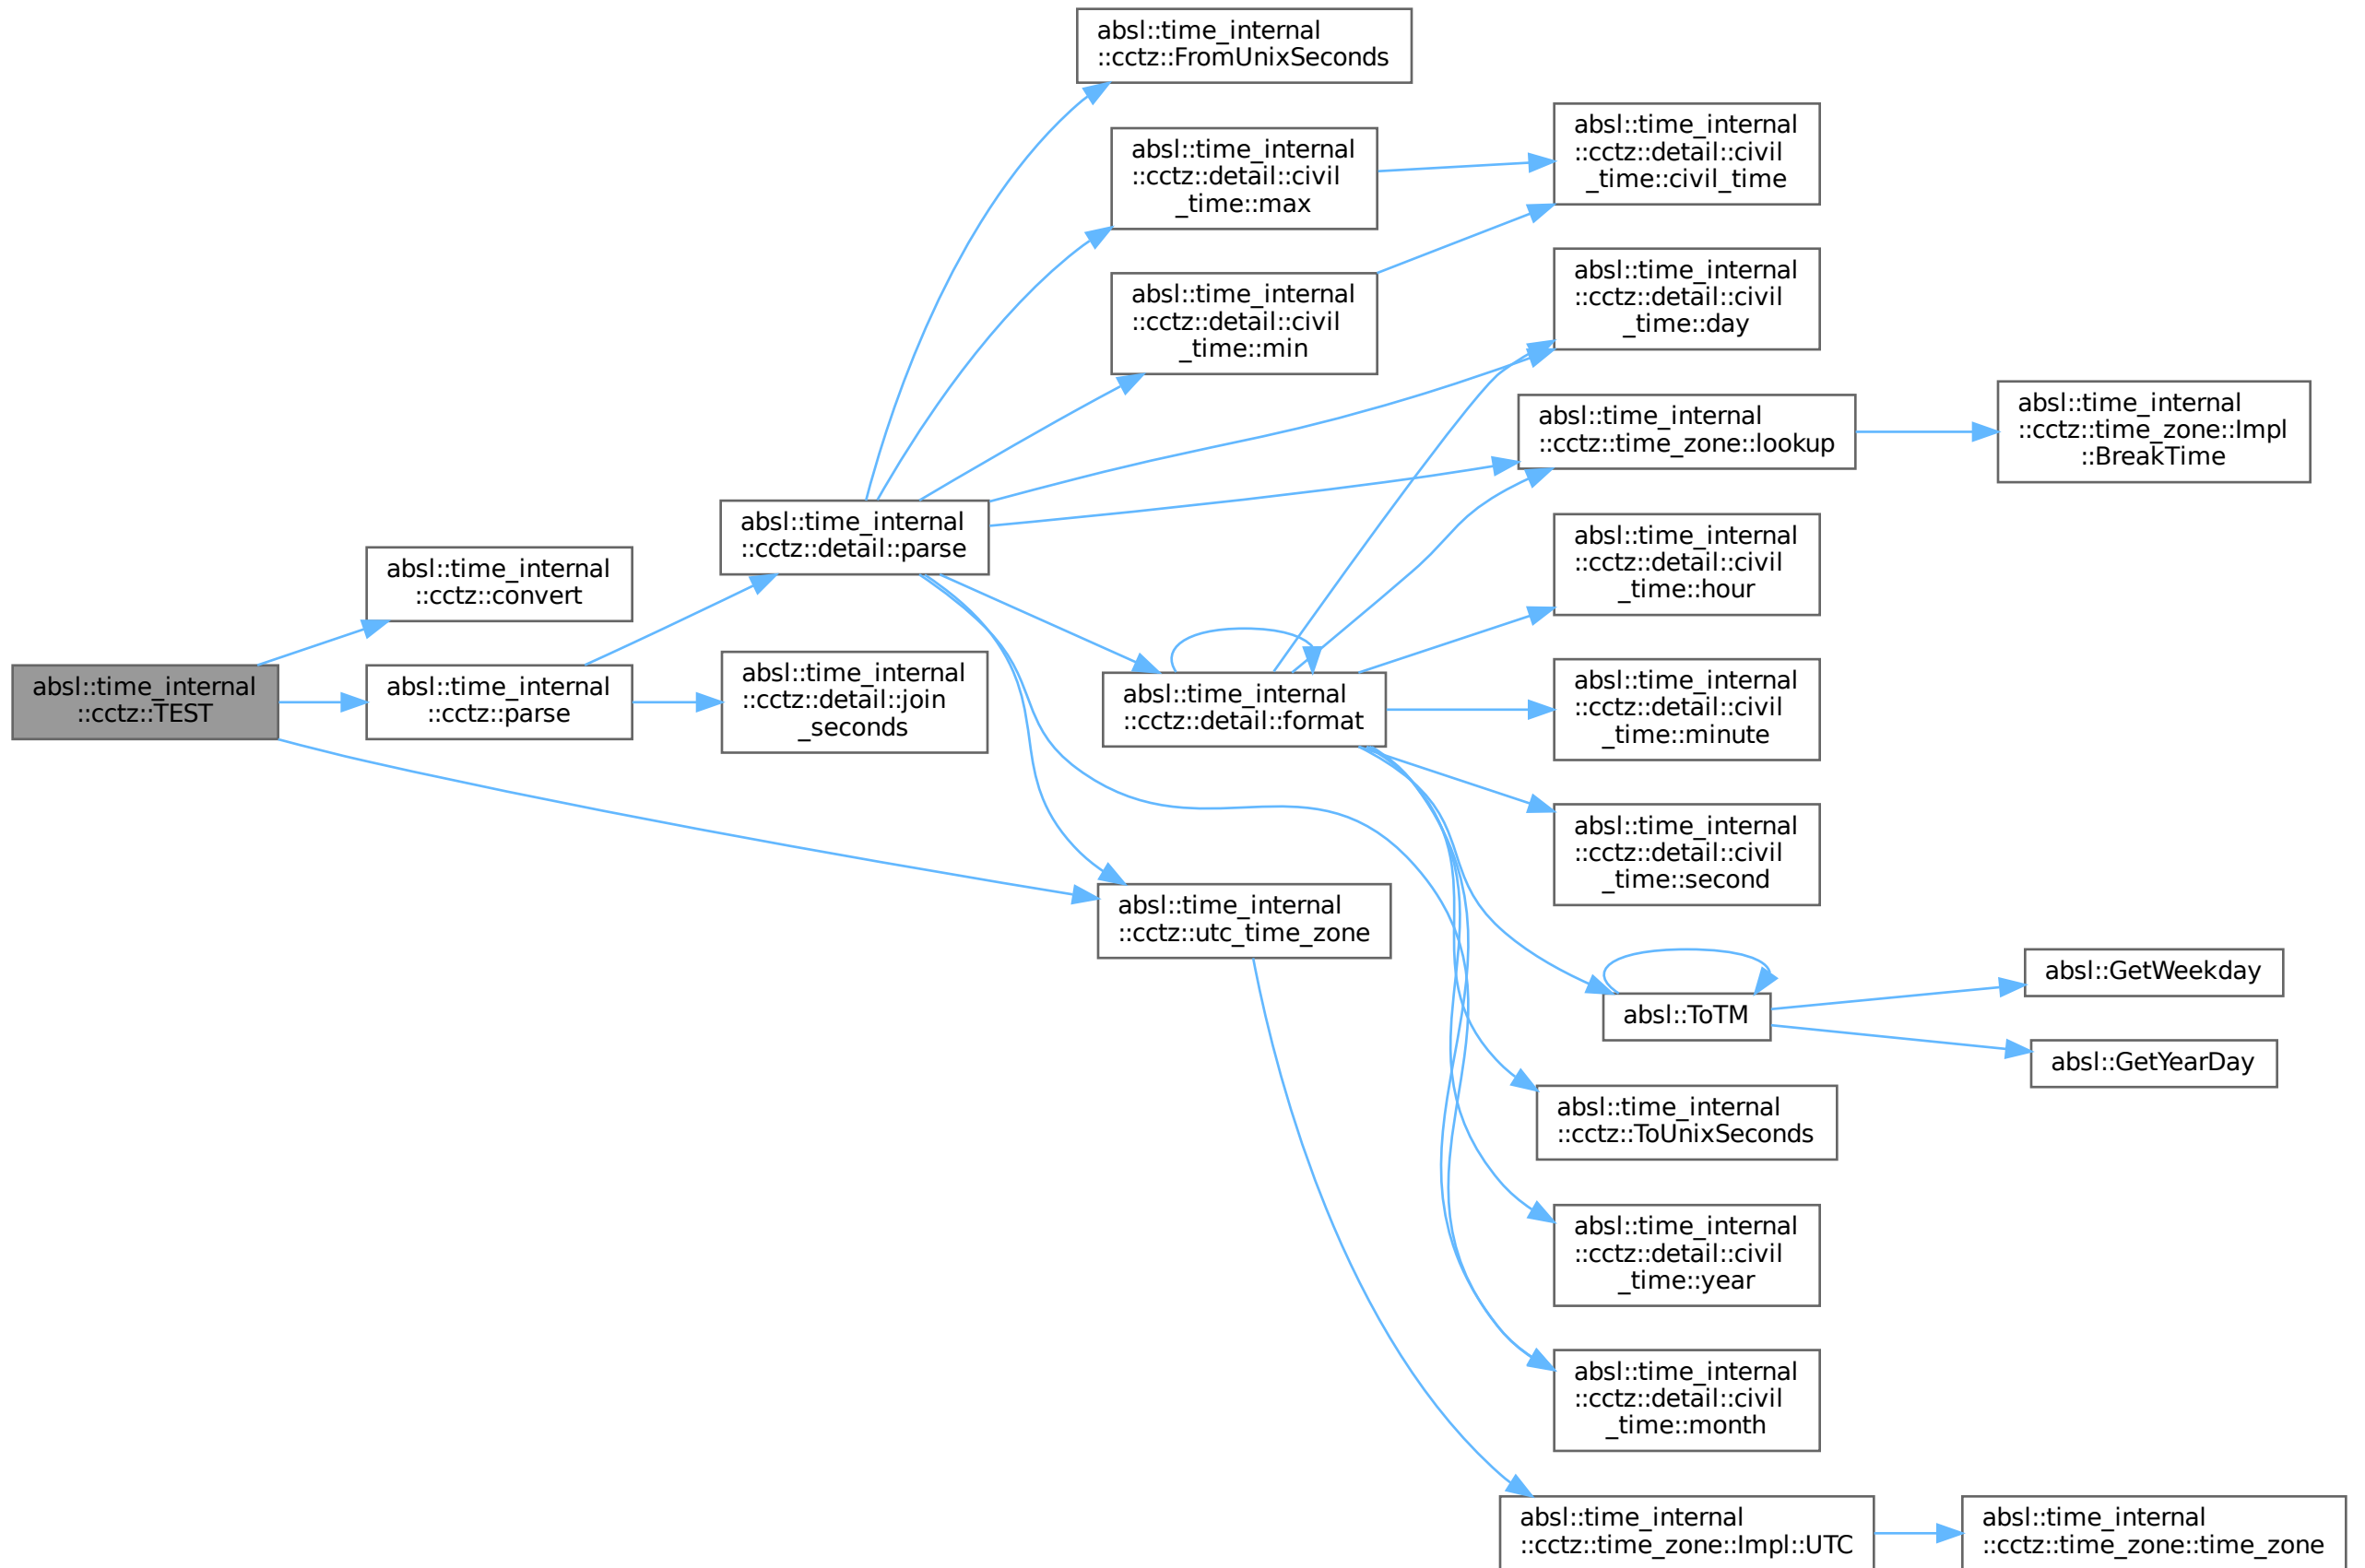 absl::time_internal
::cctz::TEST
absl::time_internal
::cctz::convert
absl::time_internal
::cctz::parse
absl::time_internal
::cctz::detail::parse
absl::time_internal
::cctz::detail::join
_seconds
absl::time_internal
::cctz::FromUnixSeconds
absl::time_internal
::cctz::detail::civil
_time::max
absl::time_internal
::cctz::detail::civil
_time::min
absl::time_internal
::cctz::detail::format
absl::time_internal
::cctz::utc_time_zone
absl::time_internal
::cctz::detail::civil
_time::civil_time
absl::time_internal
::cctz::detail::civil
_time::day
absl::time_internal
::cctz::time_zone::lookup
absl::time_internal
::cctz::detail::civil
_time::hour
absl::time_internal
::cctz::detail::civil
_time::minute
absl::time_internal
::cctz::detail::civil
_time::second
absl::ToTM
absl::time_internal
::cctz::ToUnixSeconds
absl::time_internal
::cctz::detail::civil
_time::year
absl::time_internal
::cctz::detail::civil
_time::month
absl::time_internal
::cctz::time_zone::Impl::UTC
absl::time_internal
::cctz::time_zone::Impl
::BreakTime
absl::GetWeekday
absl::GetYearDay
absl::time_internal
::cctz::time_zone::time_zone